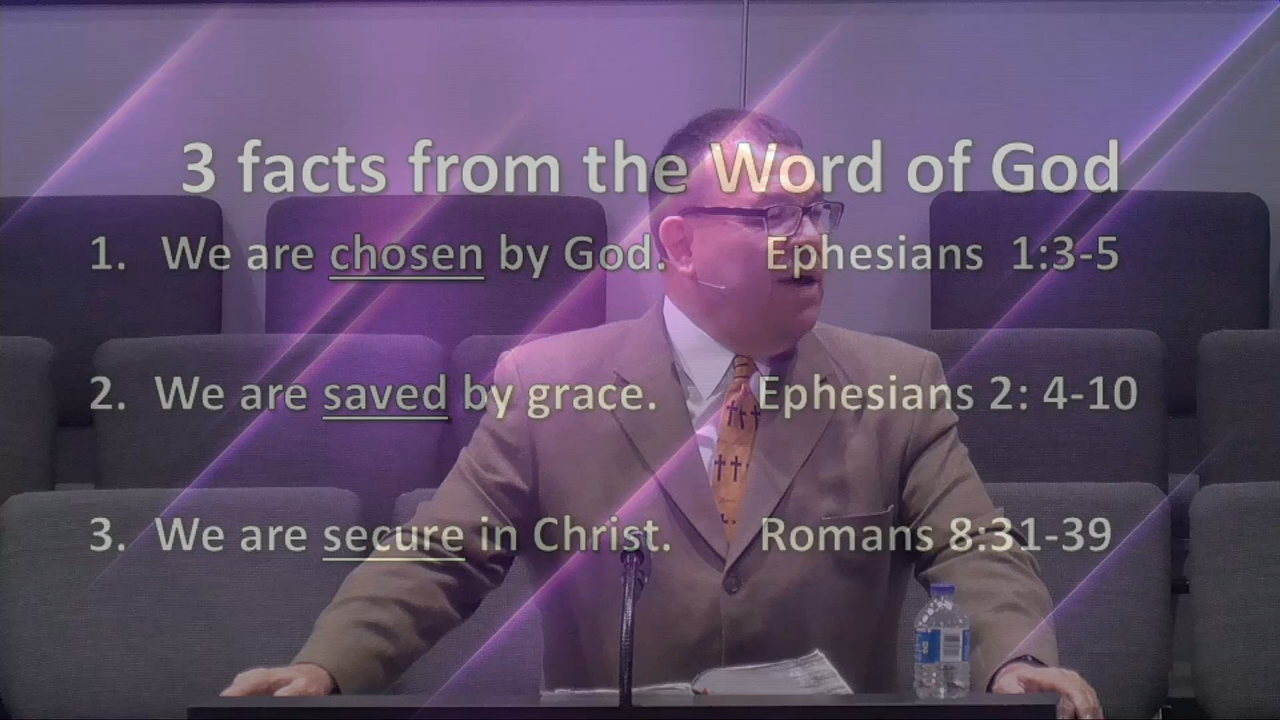 3 facts from the Word of God
1. We are chosen by God. Ephesians 1:3-5
2. We are saved by grace. Ephesians 2: 4-10
3. We are secure in Christ. Romans 8:31-39